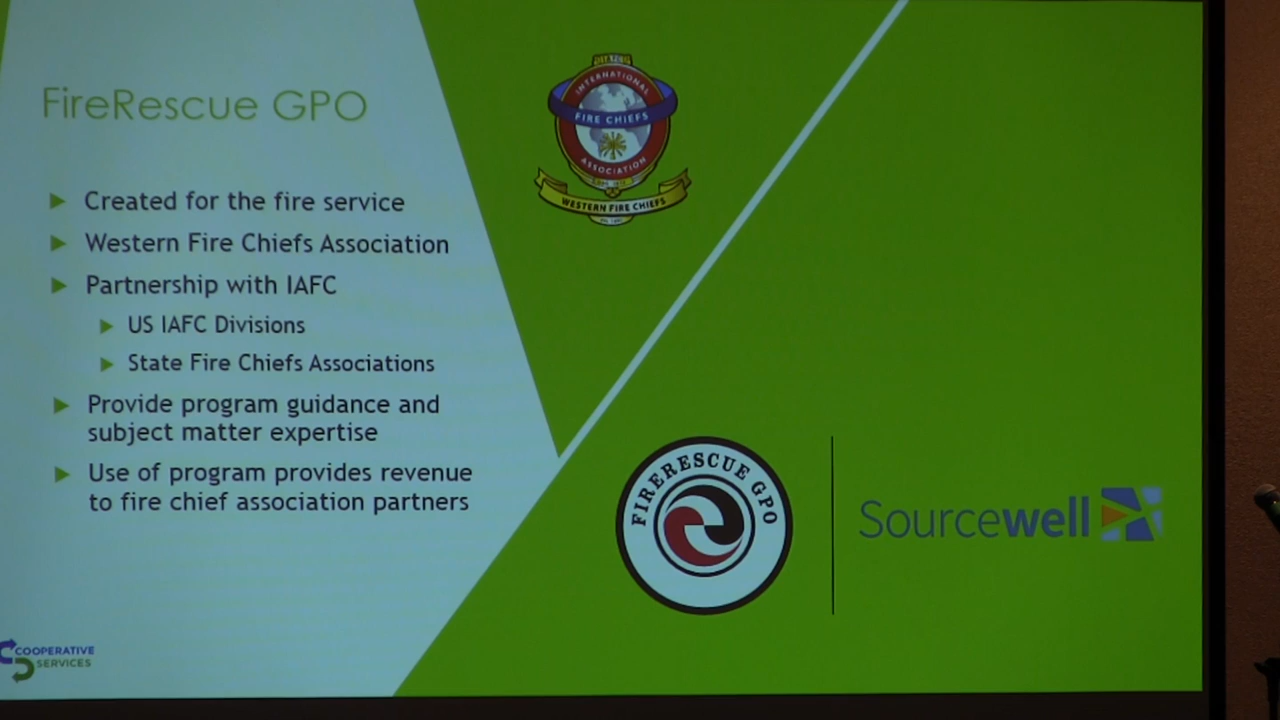 FireRescue GPO
Created for the fire service
Western Fire Chiefs Association
Partnership with IAFC
US IAFC Divisions
State Fire Chiefs Associations
Provide program guidance and
subject matter expertise
Use of program provides revenue
to fire chief association partners
COOPERATIVE
SERVICES
IAFC
INTERNATIONAL
FIRE CHIEFS
ASSOCIATION
WESTERN FIRE CHIEFS
FIRERESCUE GPO
Sourcewell